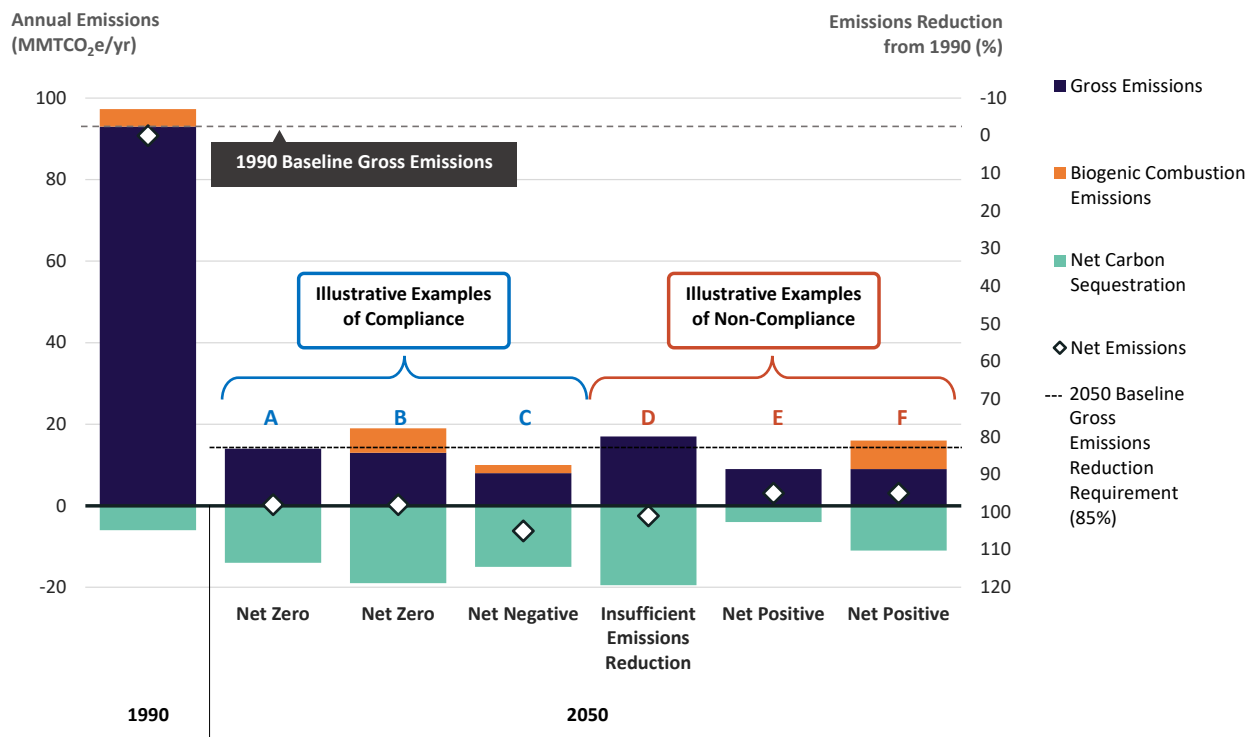 Annual Emissions
(MMTCO₂e/yr)
Emissions Reduction
from 1990 (%)
100
80
60
40
20
0
-20
-10
0
10
20
30
40
50
60
70
80
90
100
110
120
1990 Baseline Gross Emissions
Illustrative Examples
of Compliance
Illustrative Examples
of Non-Compliance
A
B
C
D
E
F
Net Zero
Net Zero
Net Negative
Insufficient
Emissions
Reduction
Net Positive
Net Positive
1990
2050
Gross Emissions
Biogenic Combustion
Emissions
Net Carbon
Sequestration
Net Emissions
2050 Baseline
Gross
Emissions
Reduction
Requirement
(85%)